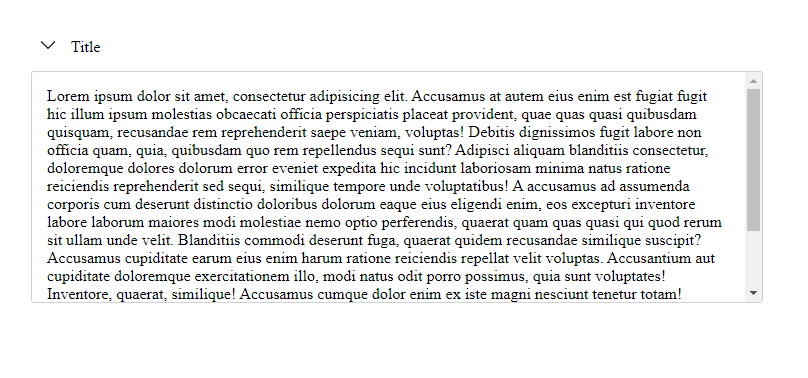 Title
Lorem ipsum dolor sit amet, consectetur adipisicing elit. Accusamus at autem eius enim est fugiat fugit
hic illum ipsum molestias obcaecati officia perspiciatis placeat provident, quae quas quasi quibusdam
quisquam, recusandae rem reprehenderit saepe veniam, voluptas! Debitis dignissimos fugit labore non
officia quam, quia, quibusdam quo rem repellendus sequi sunt? Adipisci aliquam blanditiis consectetur,
doloremque dolores dolorum error eveniet expedita hic incidunt laboriosam minima natus ratione
reiciendis reprehenderit sed sequi, similique tempore unde voluptatibus! A accusamus ad assumenda
corporis cum deserunt distinctio doloribus dolorum eaque eius eligendi enim, eos excepturi inventore
labore laborum maiores modi molestiae nemo optio perferendis, quaerat quam quas quasi qui quod rerum
sit ullam unde velit. Blanditiis commodi deserunt fuga, quaerat quidem recusandae similique suscipit?
Accusamus cupiditate earum eius enim harum ratione reiciendis repellat velit voluptas. Accusantium aut
cupiditate doloremque exercitationem illo, modi natus odit porro possimus, quia sunt voluptates!
Inventore, quaerat, similique! Accusamus cumque dolor enim ex iste magni nesciunt tenetur totam!